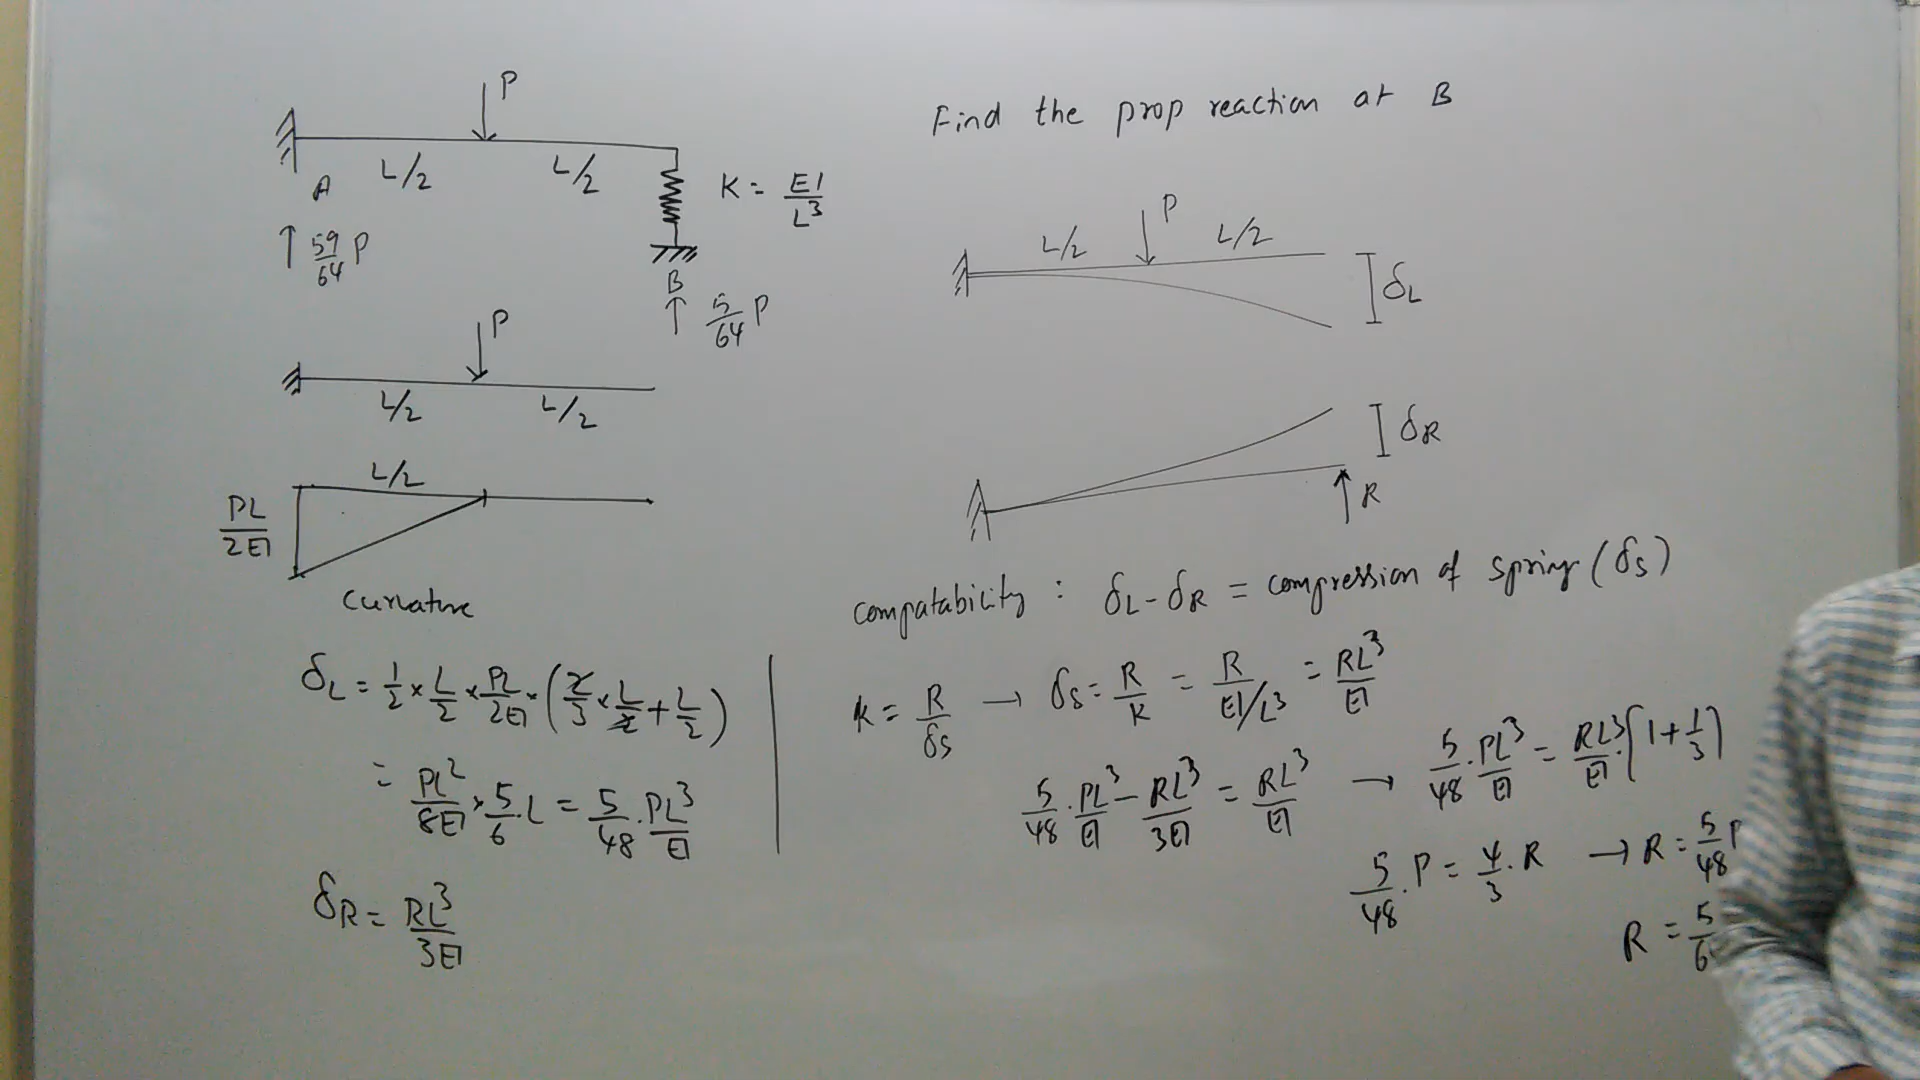 Find the prop reaction at B
P
L/2 L/2
A
K = EI/L³
↑ 59/64 P
B
↑ 5/64 P
P
L/2 L/2
L/2
PL/2EI
curvature
δL = 1/2 × L/2 × PL/2EI × (2/3 × L/2 + L/2)
= PL²/8EI × 5/6 . L = 5/48 . PL³/EI
δR = RL³/3EI
P
L/2 L/2
δL
δR
R
compatability : δL - δR = compression of spring (δs)
K = R/δs → δs = R/K = R/EI/L³ = RL³/EI
5/48 . PL³/EI - RL³/3EI = RL³/EI → 5/48 . PL³/EI = RL³/EI . (1 + 1/3)
5/48 . P = 4/3 . R → R = 5/48 P
R = 5/6